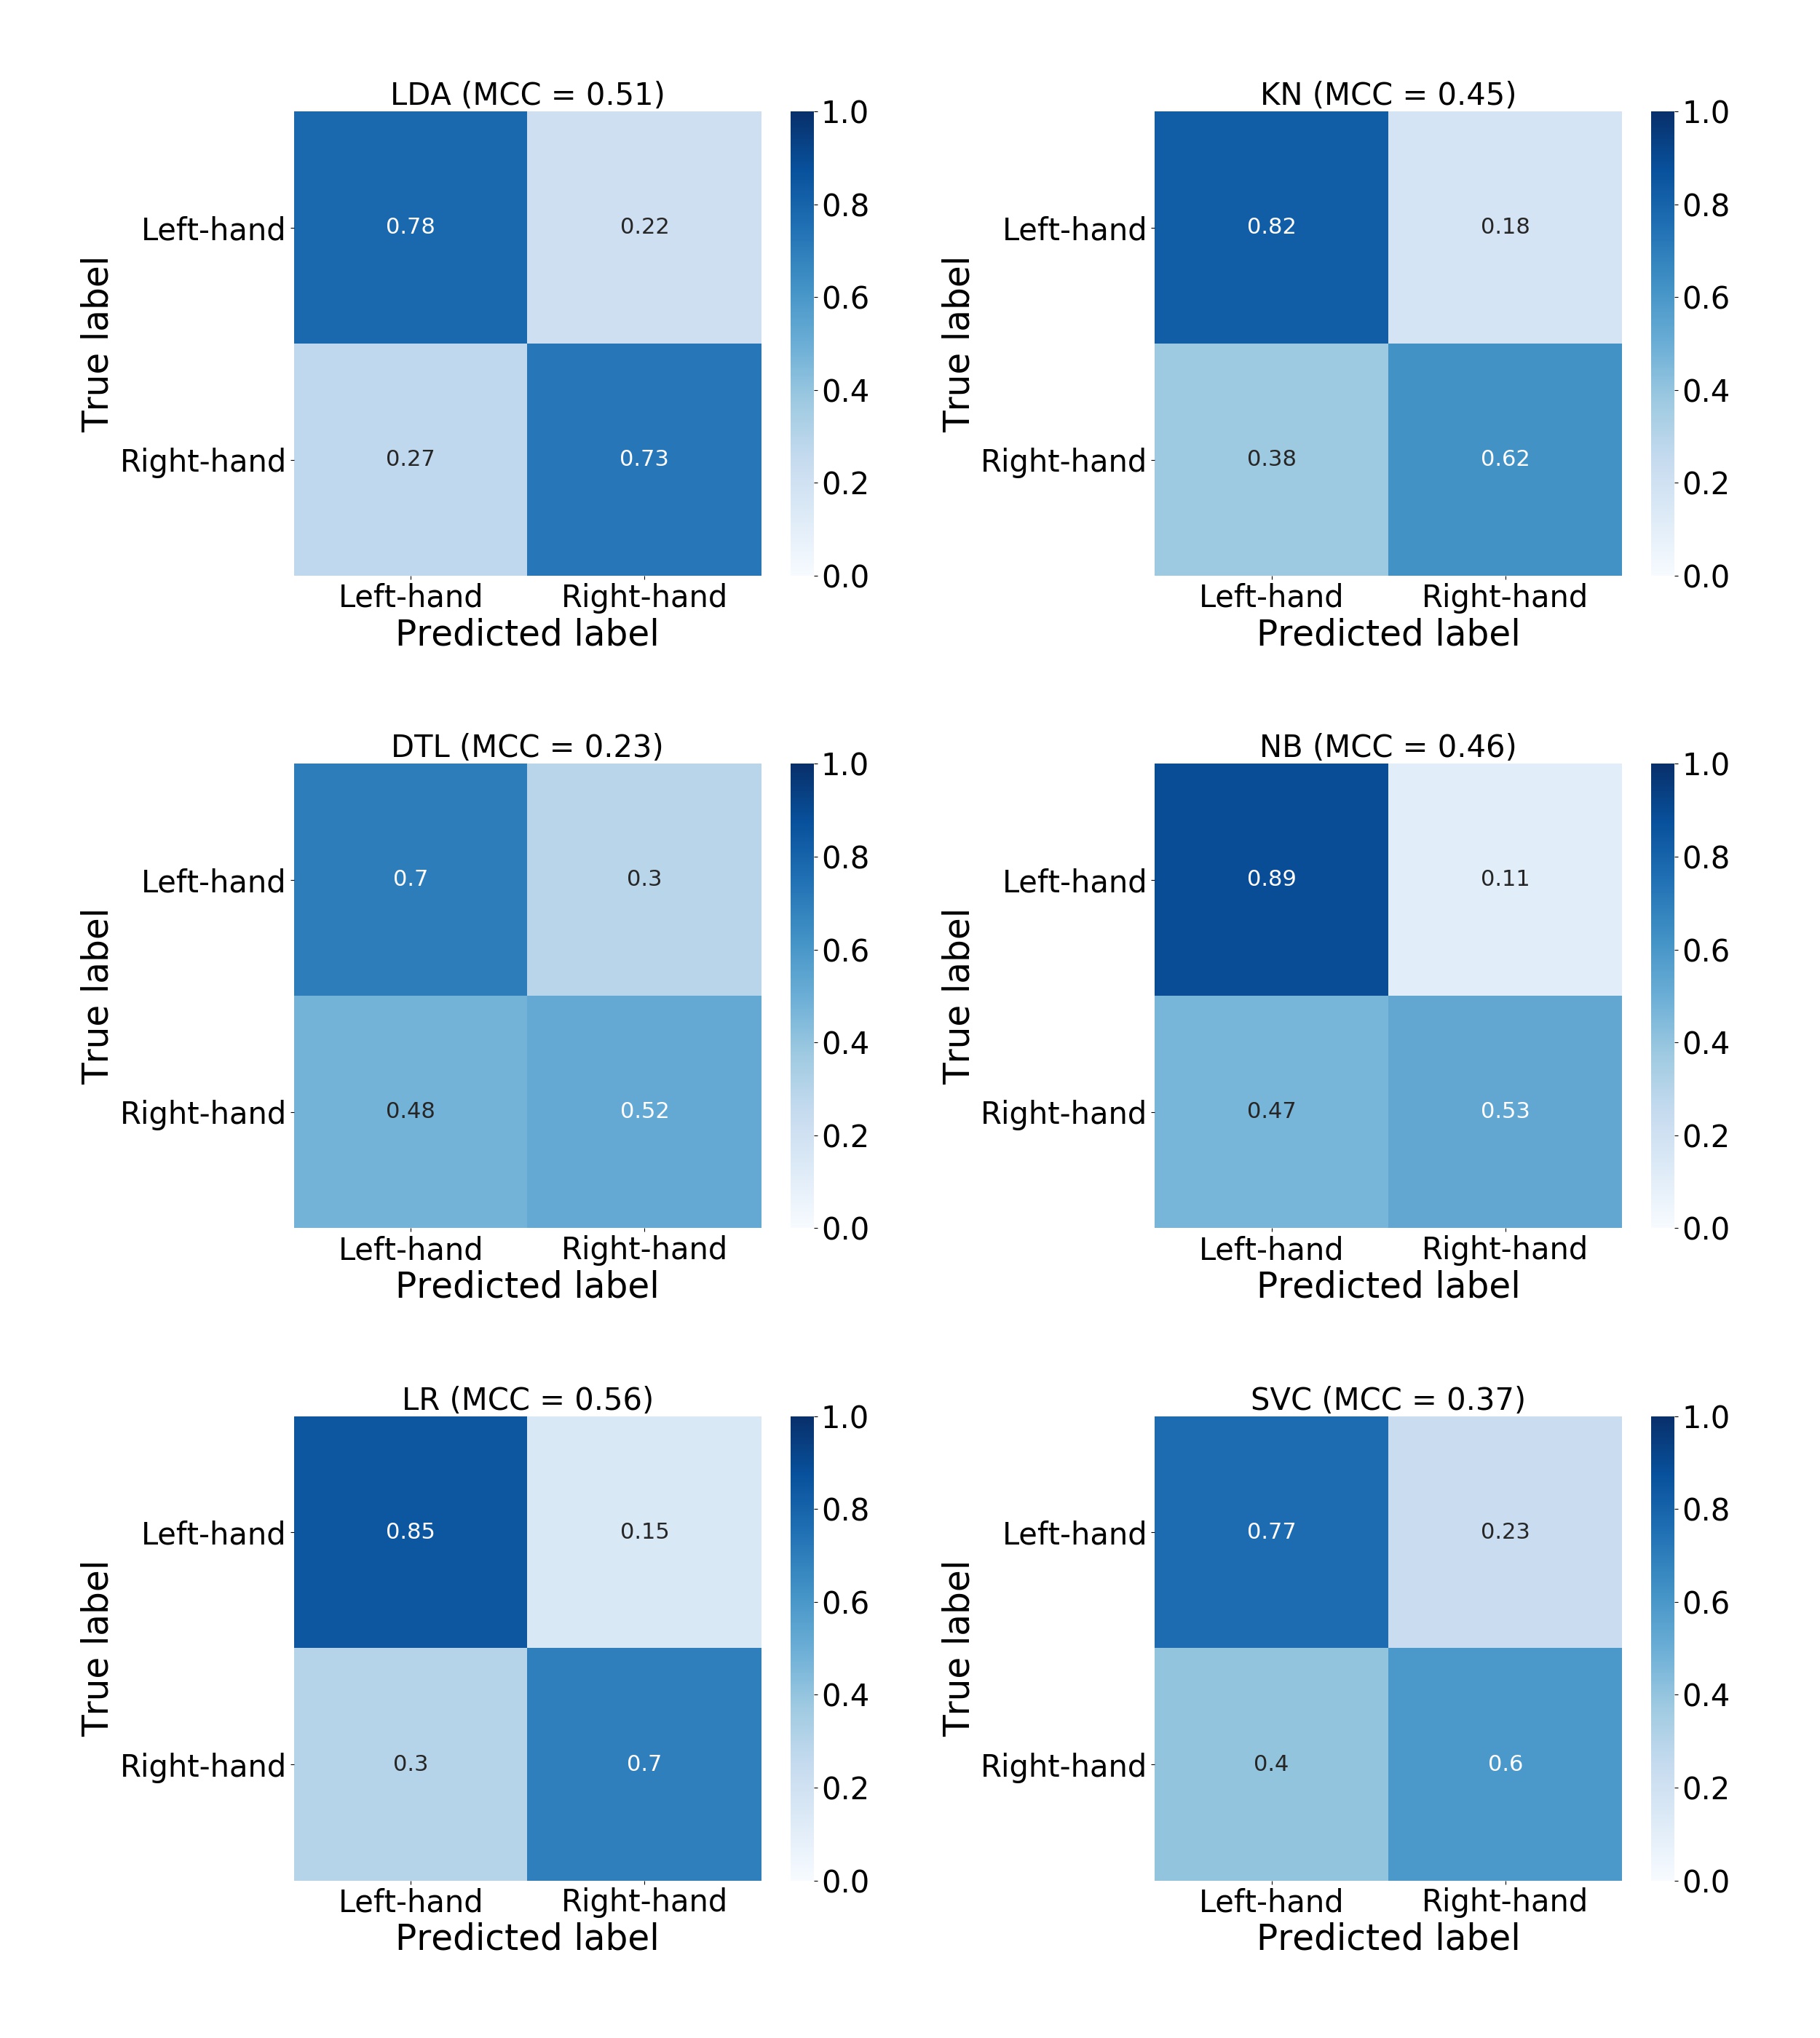 LDA (MCC = 0.51)
1.0
0.8
0.6
0.4
0.2
0.0
True label
Left-hand
0.78
0.22
Right-hand
0.27
0.73
Left-hand
Right-hand
Predicted label
KN (MCC = 0.45)
1.0
0.8
0.6
0.4
0.2
0.0
True label
Left-hand
0.82
0.18
Right-hand
0.38
0.62
Left-hand
Right-hand
Predicted label
DTL (MCC = 0.23)
1.0
0.8
0.6
0.4
0.2
0.0
True label
Left-hand
0.7
0.3
Right-hand
0.48
0.52
Left-hand
Right-hand
Predicted label
NB (MCC = 0.46)
1.0
0.8
0.6
0.4
0.2
0.0
True label
Left-hand
0.89
0.11
Right-hand
0.47
0.53
Left-hand
Right-hand
Predicted label
LR (MCC = 0.56)
1.0
0.8
0.6
0.4
0.2
0.0
True label
Left-hand
0.85
0.15
Right-hand
0.3
0.7
Left-hand
Right-hand
Predicted label
SVC (MCC = 0.37)
1.0
0.8
0.6
0.4
0.2
0.0
True label
Left-hand
0.77
0.23
Right-hand
0.4
0.6
Left-hand
Right-hand
Predicted label